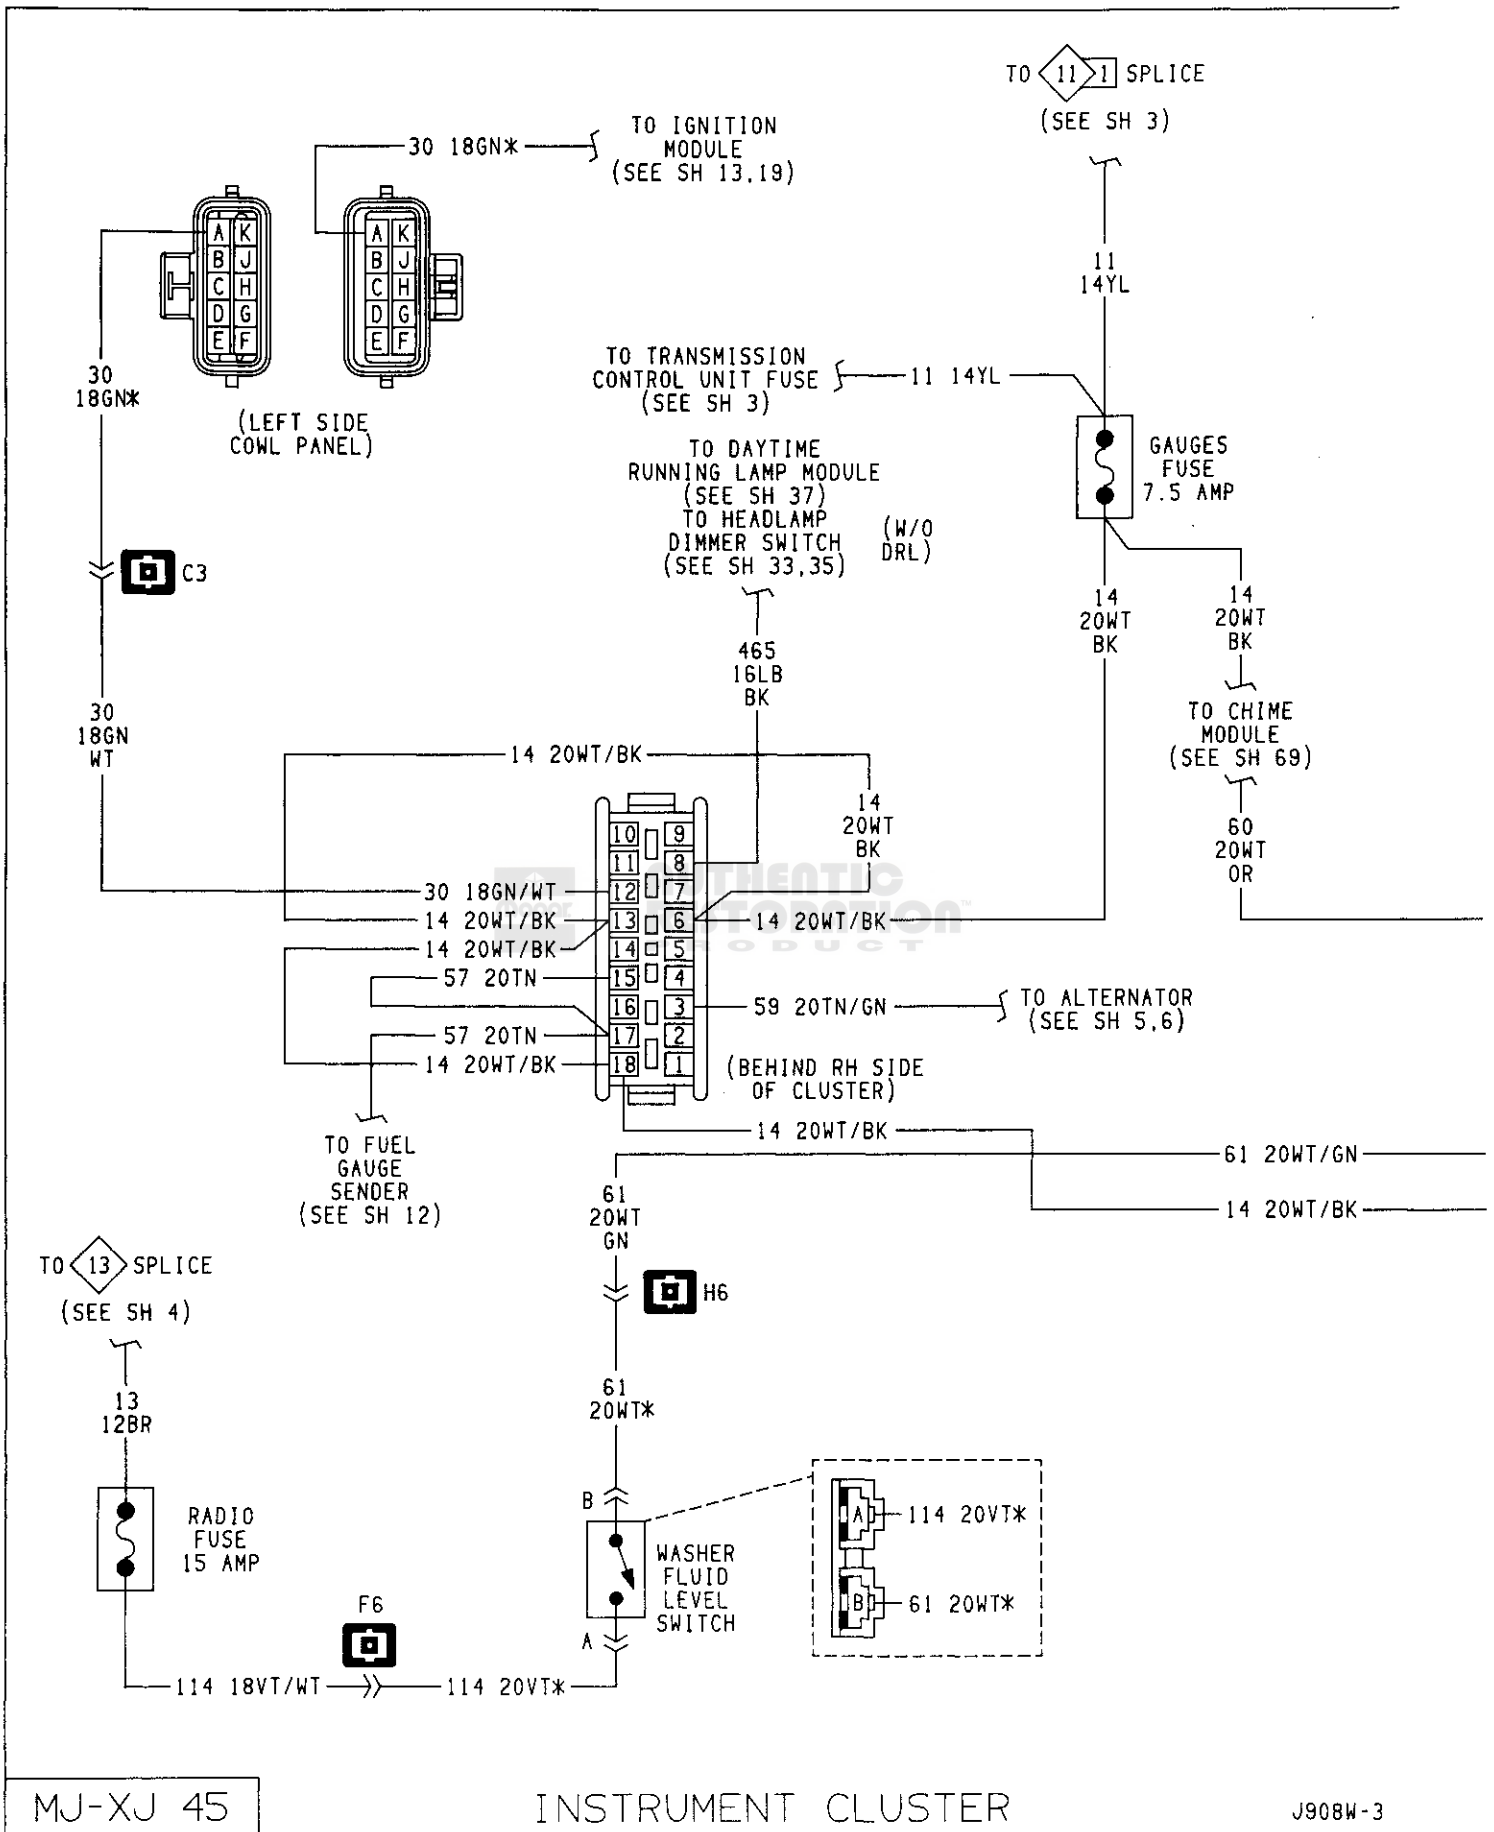 TO 11 1 SPLICE
(SEE SH 3)
30 18GN*
TO IGNITION
MODULE
(SEE SH 13,19)
A K
B J
C H
D G
E F
A K
B J
C H
D G
E F
(LEFT SIDE
COWL PANEL)
30
18GN*
11
14YL
TO TRANSMISSION
CONTROL UNIT FUSE
(SEE SH 3)
11 14YL
GAUGES
FUSE
7.5 AMP
TO DAYTIME
RUNNING LAMP MODULE
(SEE SH 37)
TO HEADLAMP
DIMMER SWITCH
(SEE SH 33,35)
(W/O
DRL)
C3
465
16LB
BK
14
20WT
BK
14
20WT
BK
TO CHIME
MODULE
(SEE SH 69)
60
20WT
OR
30
18GN
WT
14 20WT/BK
14
20WT
BK
10 9
11 8
12 7
13 6
14 5
15 4
16 3
17 2
18 1
30 18GN/WT
14 20WT/BK
14 20WT/BK
57 20TN
57 20TN
14 20WT/BK
14 20WT/BK
59 20TN/GN
TO ALTERNATOR
(SEE SH 5,6)
(BEHIND RH SIDE
OF CLUSTER)
14 20WT/BK
AUTHENTIC
RESTORATION
PRODUCT
TO FUEL
GAUGE
SENDER
(SEE SH 12)
61 20WT/GN
14 20WT/BK
61
20WT
GN
H6
61
20WT*
TO 13 SPLICE
(SEE SH 4)
13
12BR
RADIO
FUSE
15 AMP
F6
114 18VT/WT
114 20VT*
B
WASHER
FLUID
LEVEL
SWITCH
A
A 114 20VT*
B 61 20WT*
MJ-XJ 45
INSTRUMENT CLUSTER
J908W-3